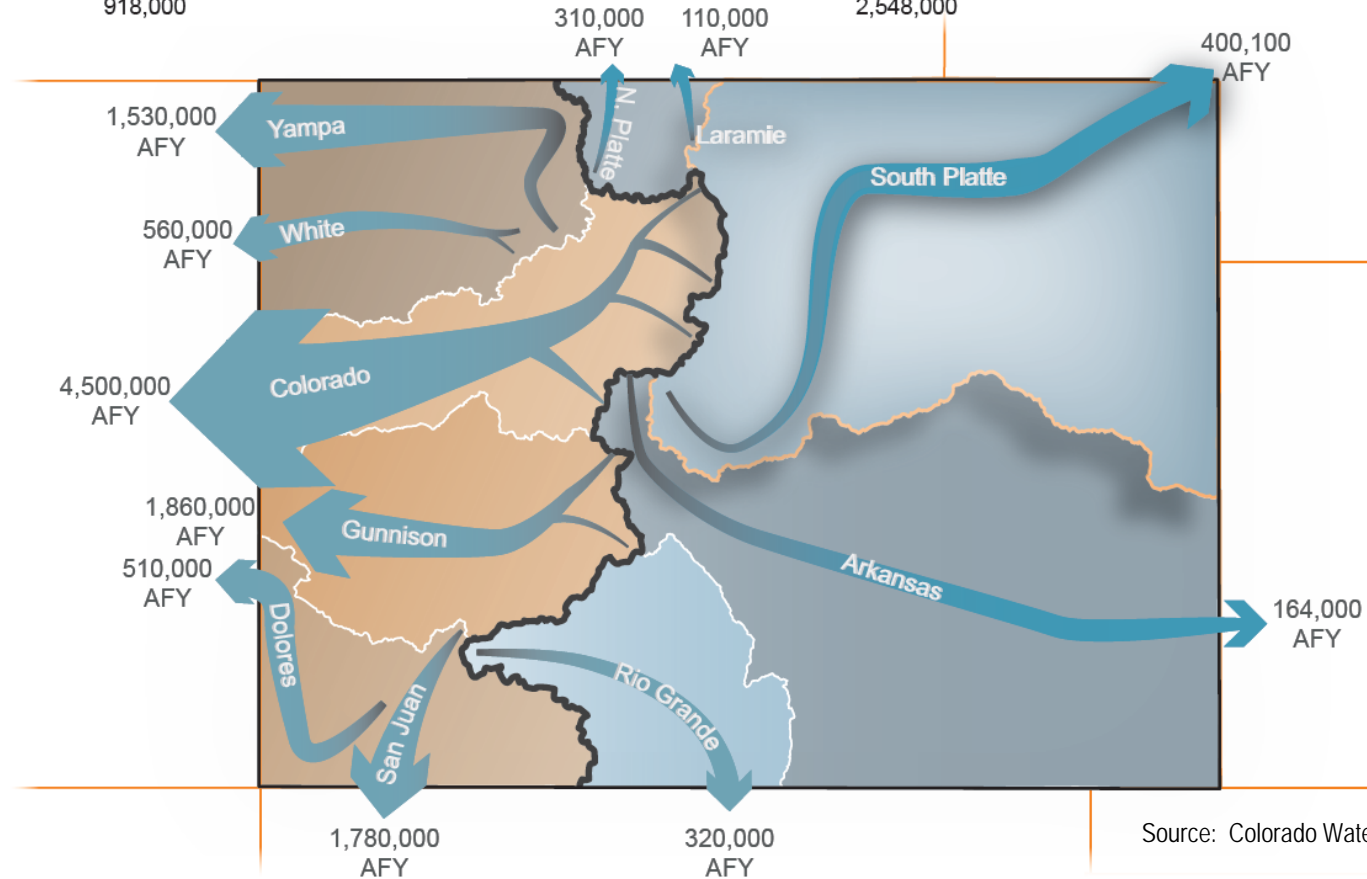 918,000
2,548,000
310,000
AFY
110,000
AFY
400,100
AFY
1,530,000
AFY
Yampa
N. Platte
Laramie
South Platte
560,000
AFY
White
4,500,000
AFY
Colorado
1,860,000
AFY
Gunnison
510,000
AFY
Dolores
San Juan
Rio Grande
Arkansas
164,000
AFY
1,780,000
AFY
320,000
AFY
Source: Colorado Wate